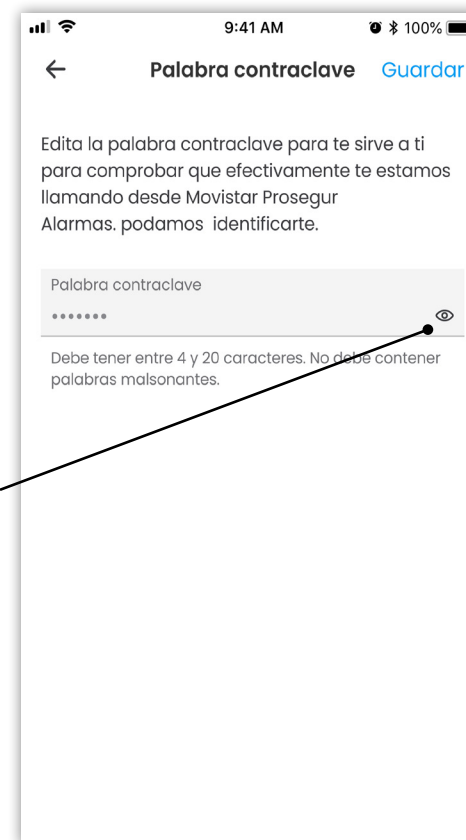 9:41 AM
100%
Palabra contraclave
Guardar
Edita la palabra contraclave para te sirve a ti
para comprobar que efectivamente te estamos
llamando desde Movistar Prosegur
Alarmas. podamos identificarte.
Palabra contraclave
•••••••
Debe tener entre 4 y 20 caracteres. No debe contener
palabras malsonantes.